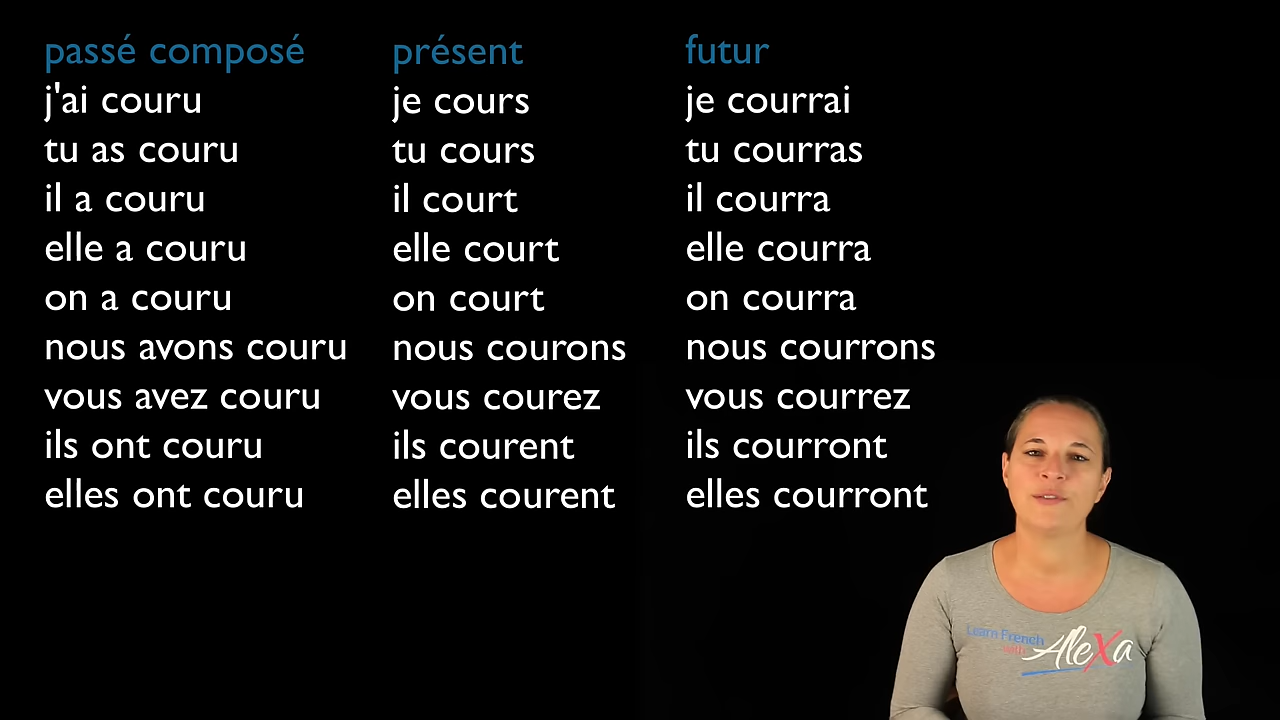 passé composé
j'ai couru
tu as couru
il a couru
elle a couru
on a couru
nous avons couru
vous avez couru
ils ont couru
elles ont couru
présent
je cours
tu cours
il court
elle court
on court
nous courons
vous courez
ils courent
elles courent
futur
je courrai
tu courras
il courra
elle courra
on courra
nous courrons
vous courrez
ils courront
elles courront
Learn French
with
Alexa